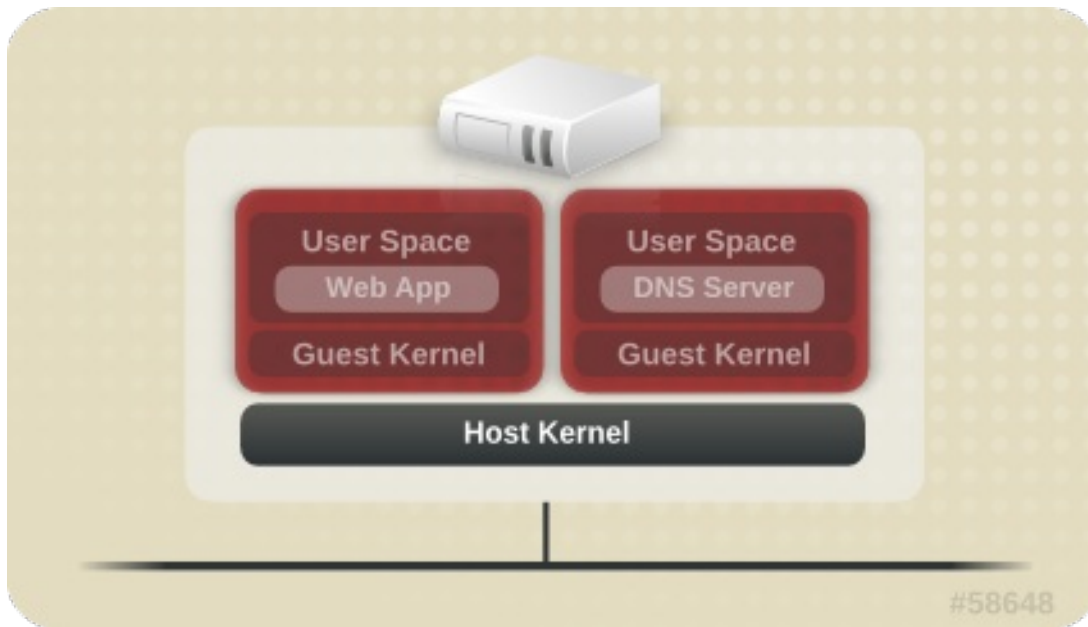 User Space
Web App
Guest Kernel
User Space
DNS Server
Guest Kernel
Host Kernel
#58648